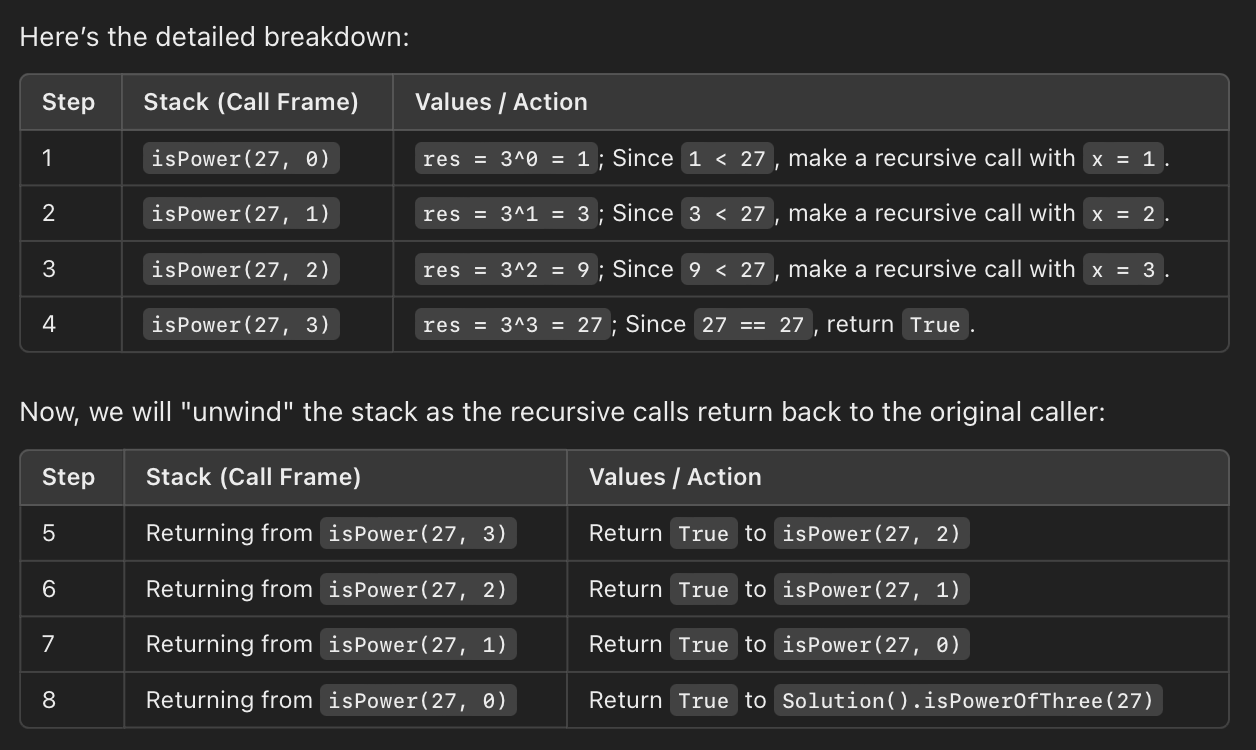 Here’s the detailed breakdown:
Step Stack (Call Frame) Values / Action
1 isPower(27, 0) res = 3^0 = 1; Since 1 < 27, make a recursive call with x = 1.
2 isPower(27, 1) res = 3^1 = 3; Since 3 < 27, make a recursive call with x = 2.
3 isPower(27, 2) res = 3^2 = 9; Since 9 < 27, make a recursive call with x = 3.
4 isPower(27, 3) res = 3^3 = 27; Since 27 == 27, return True.
Now, we will "unwind" the stack as the recursive calls return back to the original caller:
Step Stack (Call Frame) Values / Action
5 Returning from isPower(27, 3) Return True to isPower(27, 2)
6 Returning from isPower(27, 2) Return True to isPower(27, 1)
7 Returning from isPower(27, 1) Return True to isPower(27, 0)
8 Returning from isPower(27, 0) Return True to Solution().isPowerOfThree(27)